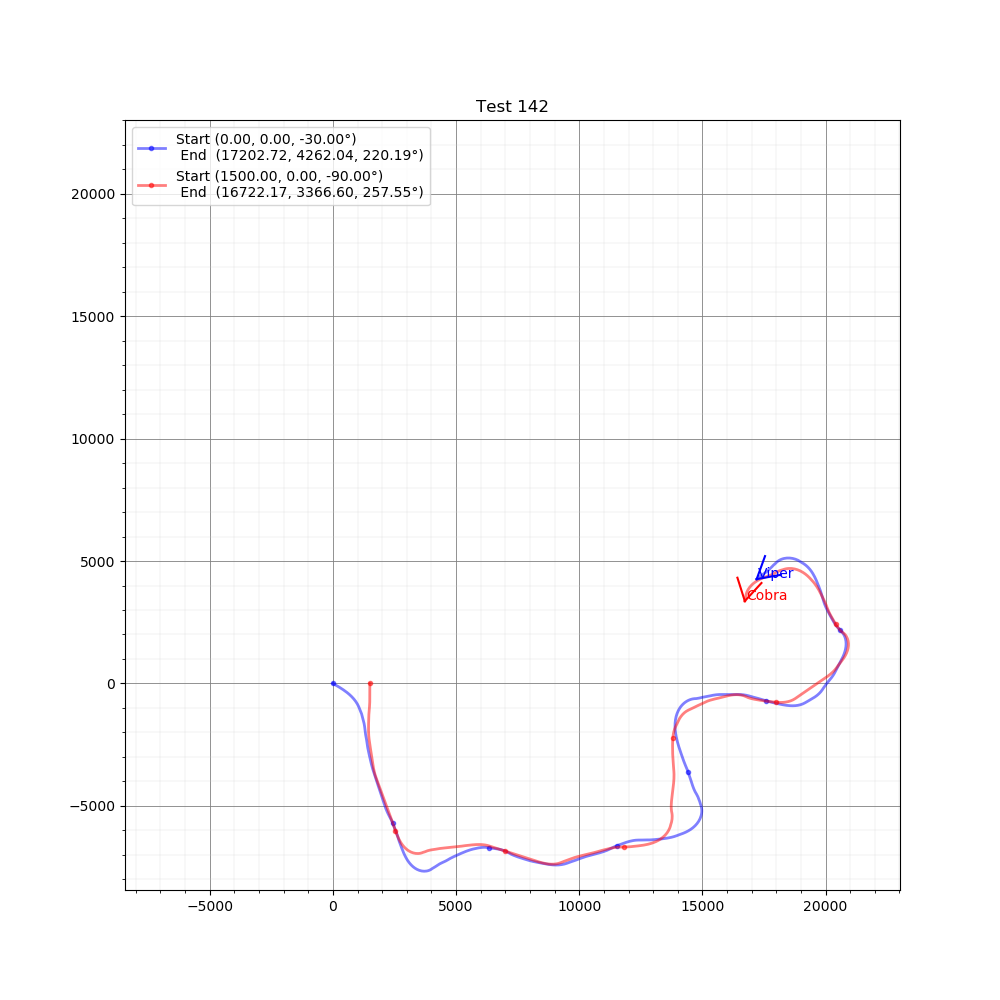 Test 142
Start (0.00, 0.00, -30.00°)
End (17202.72, 4262.04, 220.19°)
Start (1500.00, 0.00, -90.00°)
End (16722.17, 3366.60, 257.55°)
20000
15000
10000
5000
0
−5000
Viper
Cobra
−5000 0 5000 10000 15000 20000